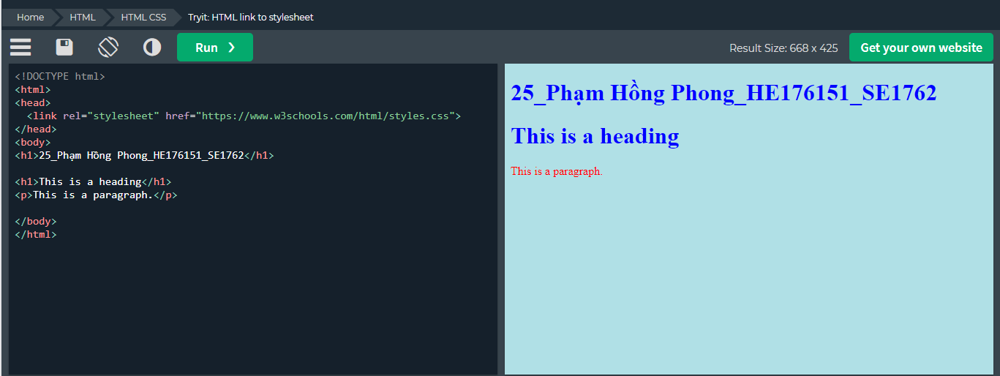 Home HTML HTML CSS Tryit: HTML link to stylesheet
Run ❯ Result Size: 668 x 425 Get your own website
<!DOCTYPE html>
<html>
<head>
  <link rel="stylesheet" href="https://www.w3schools.com/html/styles.css">
</head>
<body>
<h1>25_Phạm Hồng Phong_HE176151_SE1762</h1>
<h1>This is a heading</h1>
<p>This is a paragraph.</p>
</body>
</html>
25_Phạm Hồng Phong_HE176151_SE1762
This is a heading
This is a paragraph.